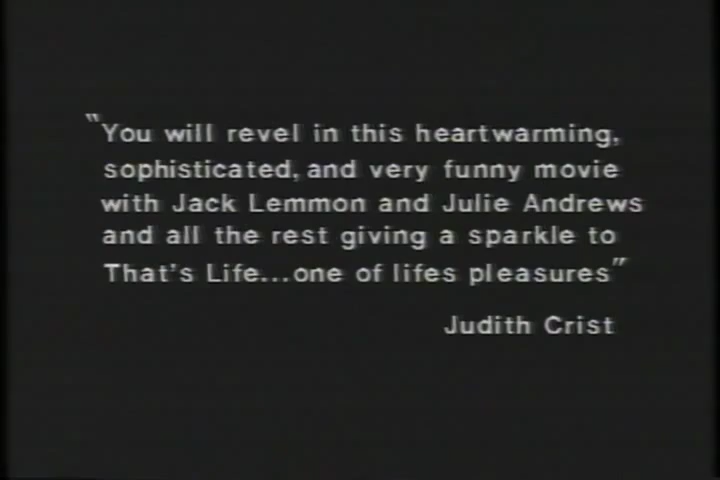 "You will revel in this heartwarming,
sophisticated, and very funny movie
with Jack Lemmon and Julie Andrews
and all the rest giving a sparkle to
That's Life...one of lifes pleasures"
Judith Crist